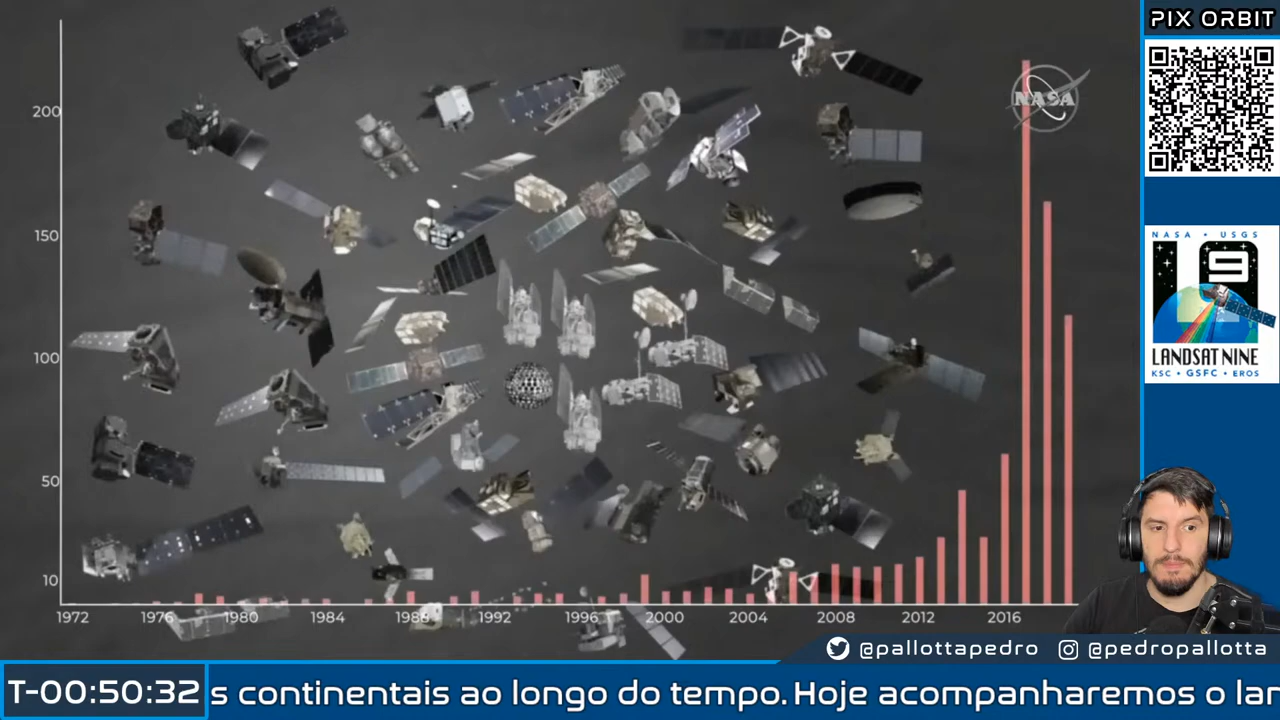 PIX ORBIT
200
150
100
50
10
1972 1976 1980 1984 1988 1992 1996 2000 2004 2008 2012 2016
NASA
NASA • USGS
L9
LANDSAT NINE
KSC • GSFC • EROS
@pallottapedro @pedropallotta
T-00:50:32
s continentais ao longo do tempo. Hoje acompanharemos o lan